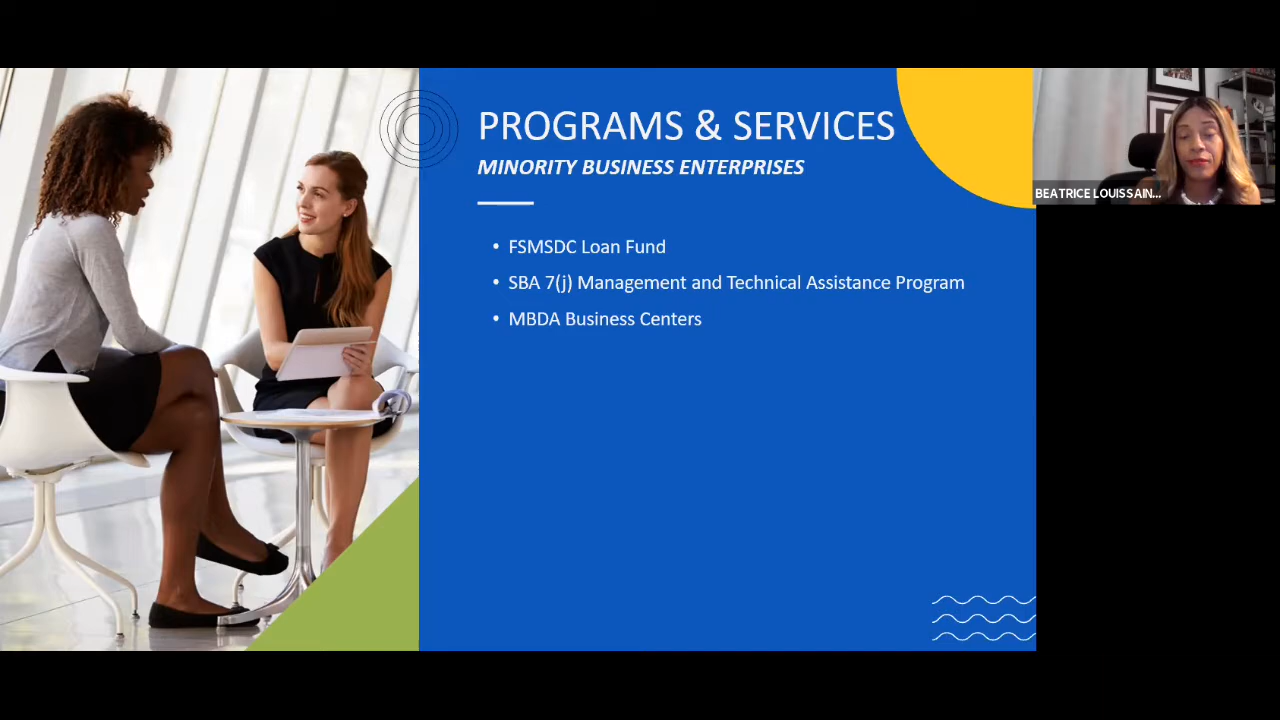 PROGRAMS & SERVICES
MINORITY BUSINESS ENTERPRISES
• FSMSDC Loan Fund
• SBA 7(j) Management and Technical Assistance Program
• MBDA Business Centers
BEATRICE LOUISSAIN...